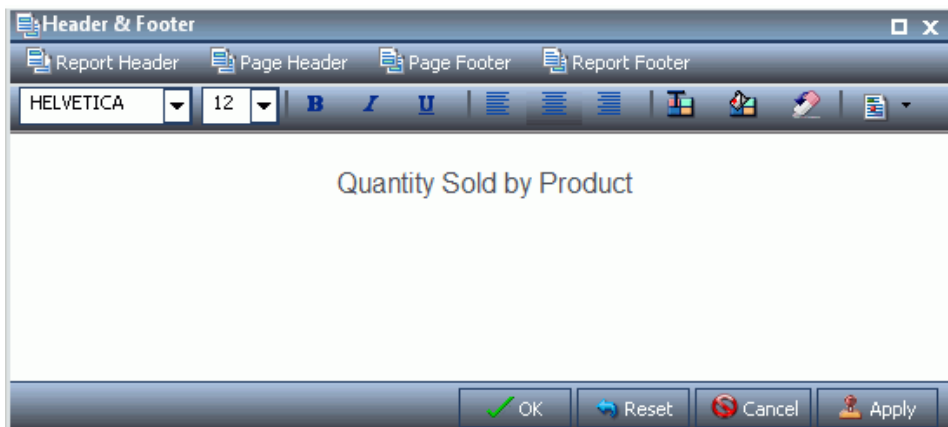 Header & Footer
Report Header Page Header Page Footer Report Footer
HELVETICA 12 B I U
Quantity Sold by Product
OK Reset Cancel Apply